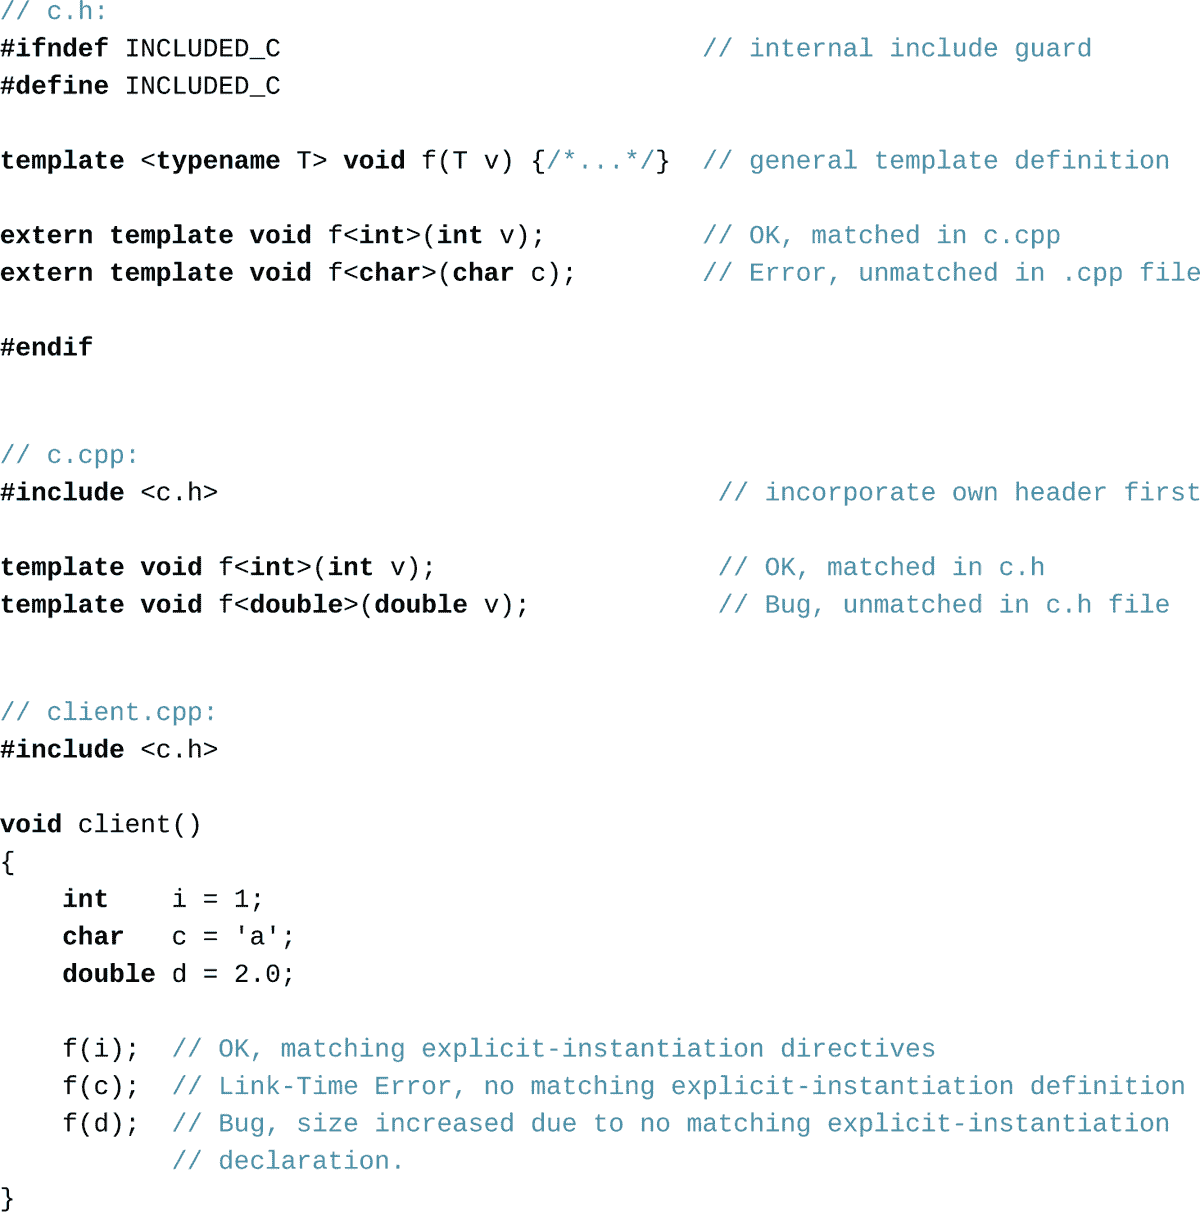 // c.h:
#ifndef INCLUDED_C                           // internal include guard
#define INCLUDED_C
template <typename T> void f(T v) {/*...*/}  // general template definition
extern template void f<int>(int v);          // OK, matched in c.cpp
extern template void f<char>(char c);        // Error, unmatched in .cpp file
#endif
// c.cpp:
#include <c.h>                                // incorporate own header first
template void f<int>(int v);                  // OK, matched in c.h
template void f<double>(double v);            // Bug, unmatched in c.h file
// client.cpp:
#include <c.h>
void client()
{
    int    i = 1;
    char   c = 'a';
    double d = 2.0;
    f(i);  // OK, matching explicit-instantiation directives
    f(c);  // Link-Time Error, no matching explicit-instantiation definition
    f(d);  // Bug, size increased due to no matching explicit-instantiation
           // declaration.
}